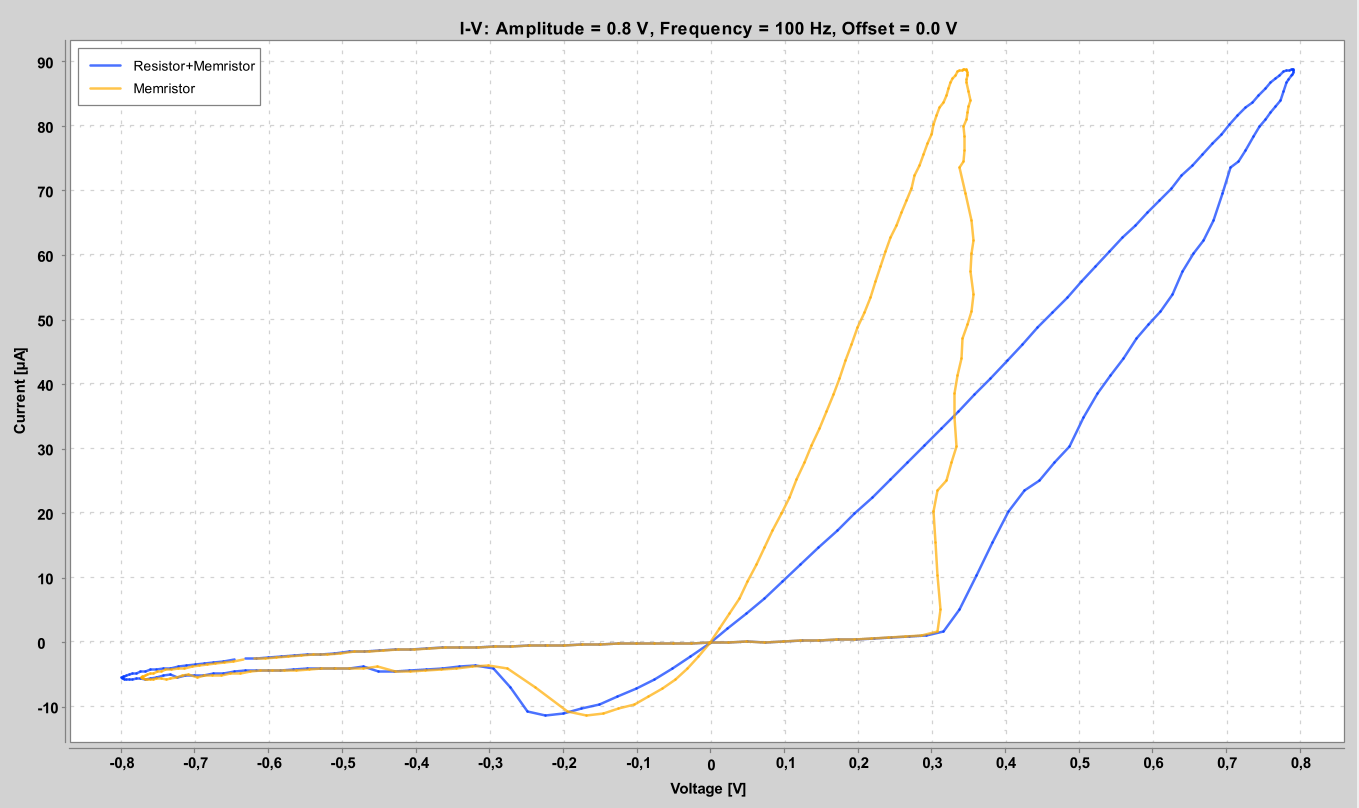 I-V: Amplitude = 0.8 V, Frequency = 100 Hz, Offset = 0.0 V
Resistor+Memristor
Memristor
Current [µA]
90
80
70
60
50
40
30
20
10
0
-10
-0,8 -0,7 -0,6 -0,5 -0,4 -0,3 -0,2 -0,1 0 0,1 0,2 0,3 0,4 0,5 0,6 0,7 0,8
Voltage [V]